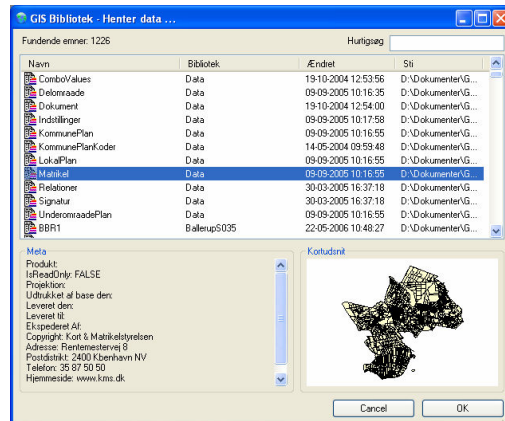 GIS Bibliotek - Henter data ...
Fundende emner: 1226 Hurtigsøg
Navn Bibliotek Ændret Sti
ComboValues Data 19-10-2004 12:53:56 D:\Dokumenter\G...
Delomraade Data 09-09-2005 10:16:35 D:\Dokumenter\G...
Dokument Data 19-10-2004 12:54:00 D:\Dokumenter\G...
Indstillinger Data 09-09-2005 10:17:58 D:\Dokumenter\G...
KommunePlan Data 09-09-2005 10:16:55 D:\Dokumenter\G...
KommunePlanKoder Data 14-05-2004 09:59:48 D:\Dokumenter\G...
LokalPlan Data 09-09-2005 10:16:55 D:\Dokumenter\G...
Matrikel Data 09-09-2005 10:16:55 D:\Dokumenter\G...
Relationer Data 30-03-2005 16:37:18 D:\Dokumenter\G...
Signatur Data 30-03-2005 16:37:18 D:\Dokumenter\G...
UnderomraadePlan Data 09-09-2005 10:16:55 D:\Dokumenter\G...
BBR1 BallerupS035 22-05-2006 10:48:27 D:\Dokumenter\G...
Meta Kortudsnit
Produkt:
IsReadOnly: FALSE
Projektion:
Udtrukket af base den:
Leveret den:
Leveret til:
Ekspederet Af:
Copyright: Kort & Matrikelstyrelsen
Adresse: Rentemestervej 8
Postdistrikt: 2400 Kbenhavn NV
Telefon: 35 87 50 50
Hjemmeside: www.kms.dk
Cancel OK